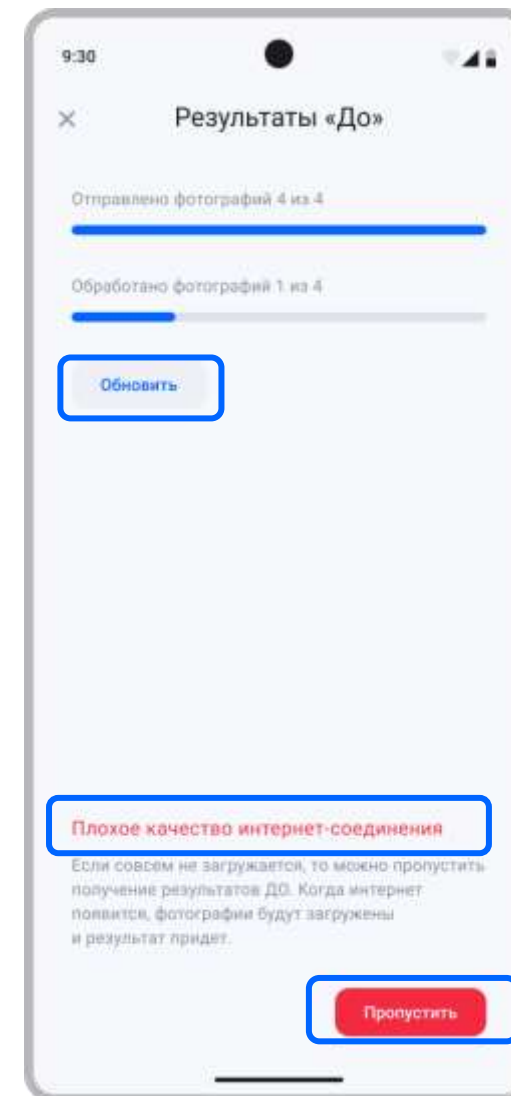 9:30
Результаты «До»
Отправлено фотографий 4 из 4
Обработано фотографий 1 из 4
Обновить
Плохое качество интернет-соединения
Если совсем не загружается, то можно пропустить
получение результатов ДО. Когда интернет
появится, фотографии будут загружены
и результат придет.
Пропустить